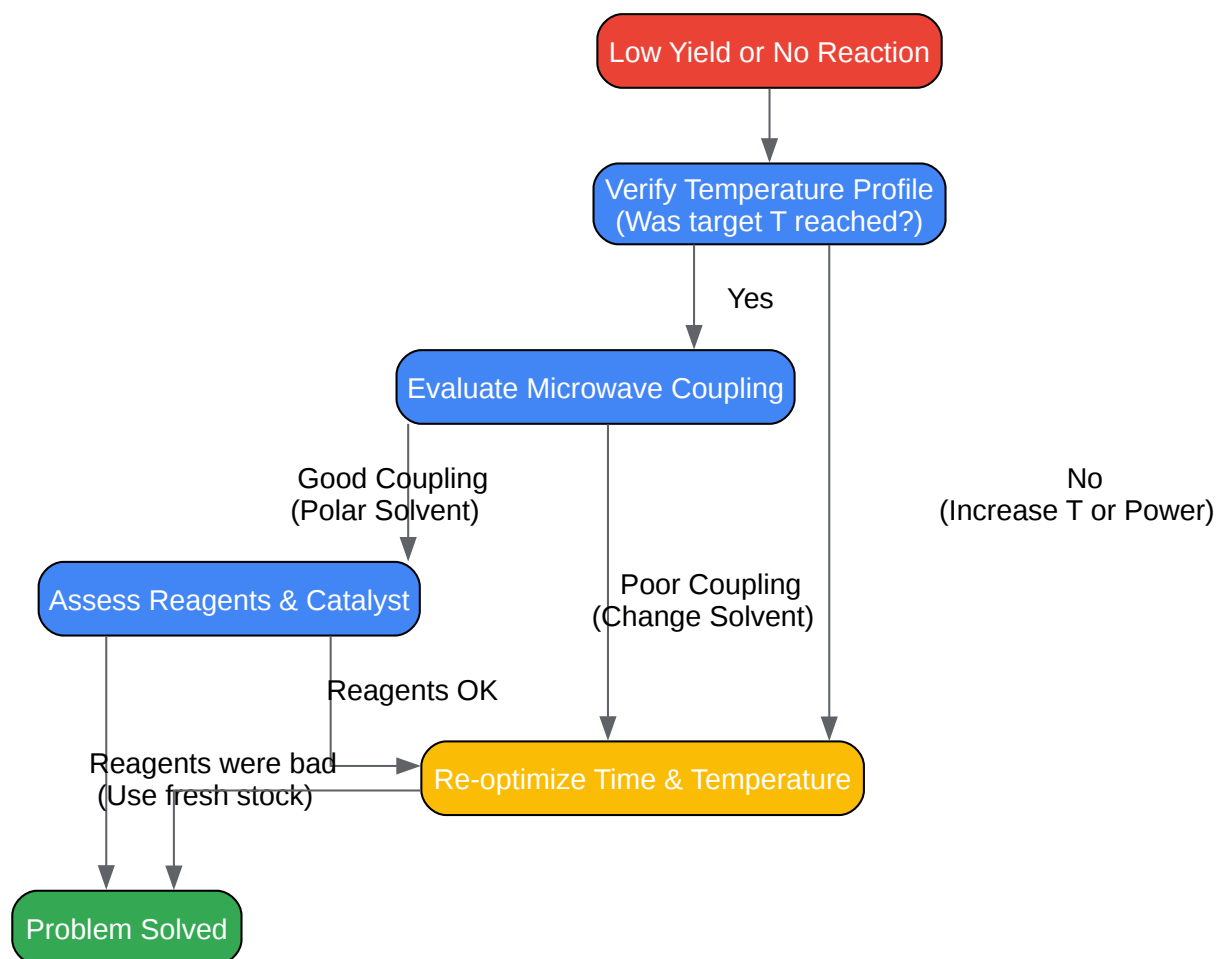 Low Yield or No Reaction
Verify Temperature Profile
(Was target T reached?)
Yes
Evaluate Microwave Coupling
Good Coupling
(Polar Solvent)
No
(Increase T or Power)
Assess Reagents & Catalyst
Poor Coupling
(Change Solvent)
Reagents OK
Reagents were bad
(Use fresh stock)
Re-optimize Time & Temperature
Problem Solved